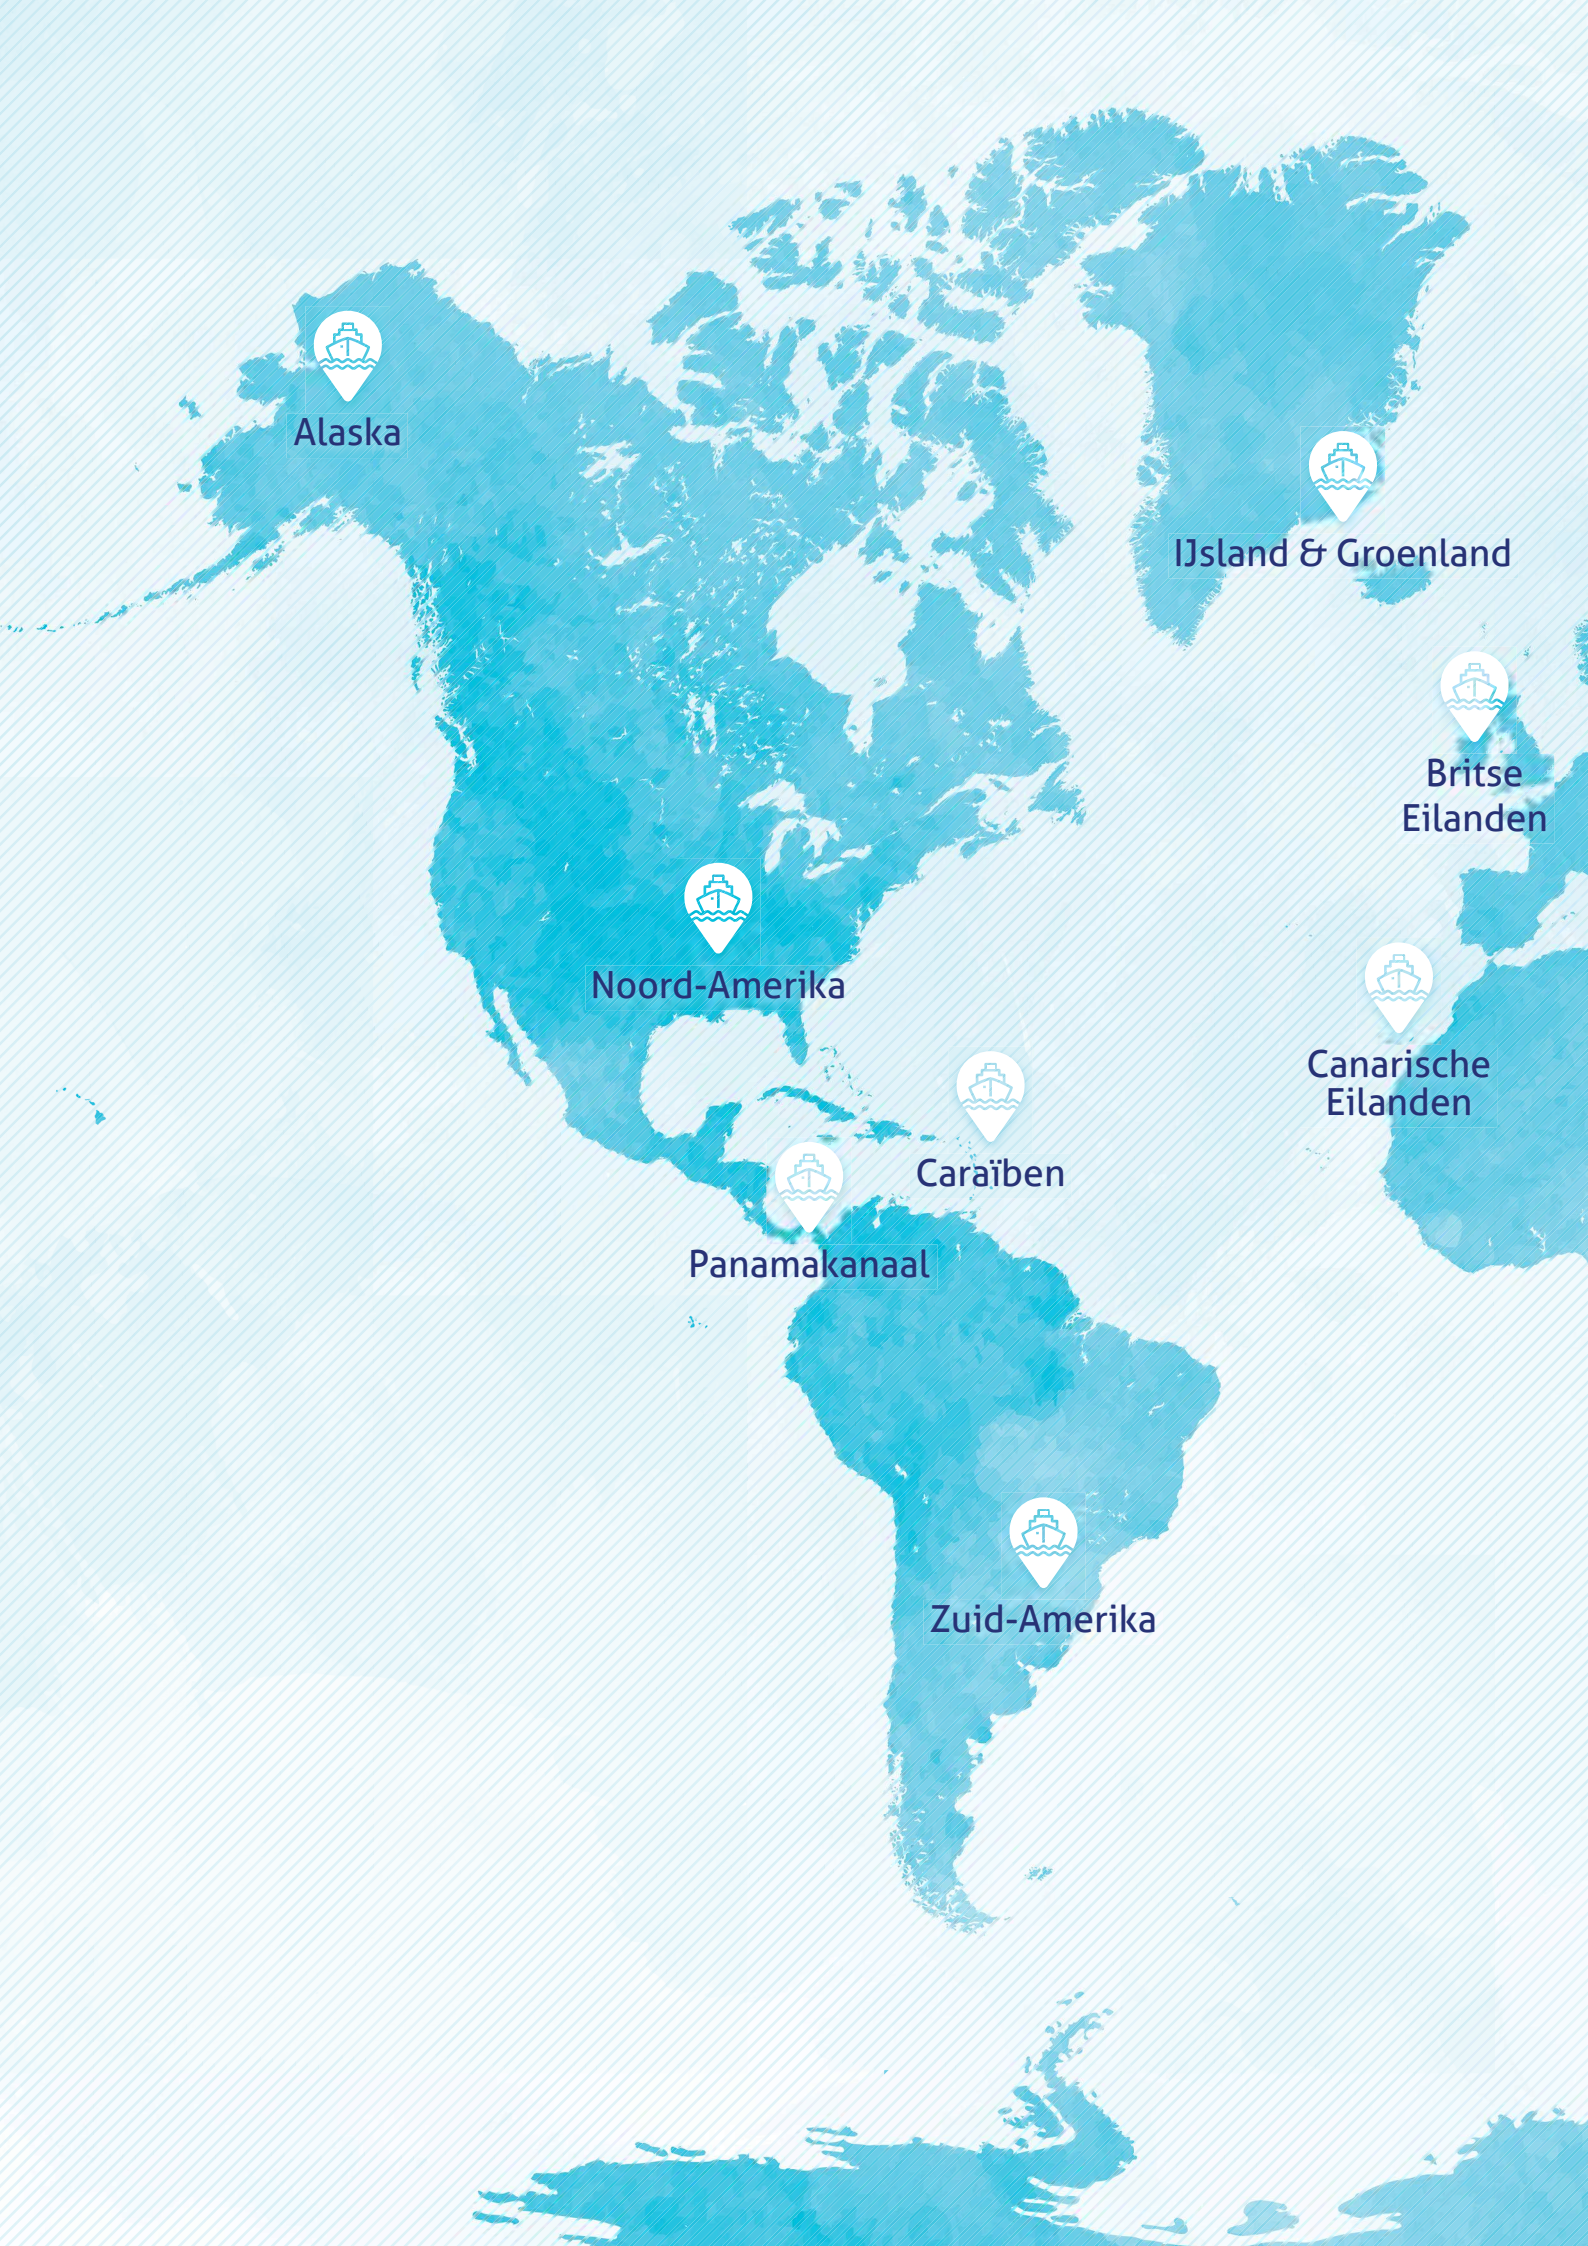 Alaska
IJsland & Groenland
Britse
Eilanden
Noord-Amerika
Canarische
Eilanden
Caraïben
Panamakanaal
Zuid-Amerika